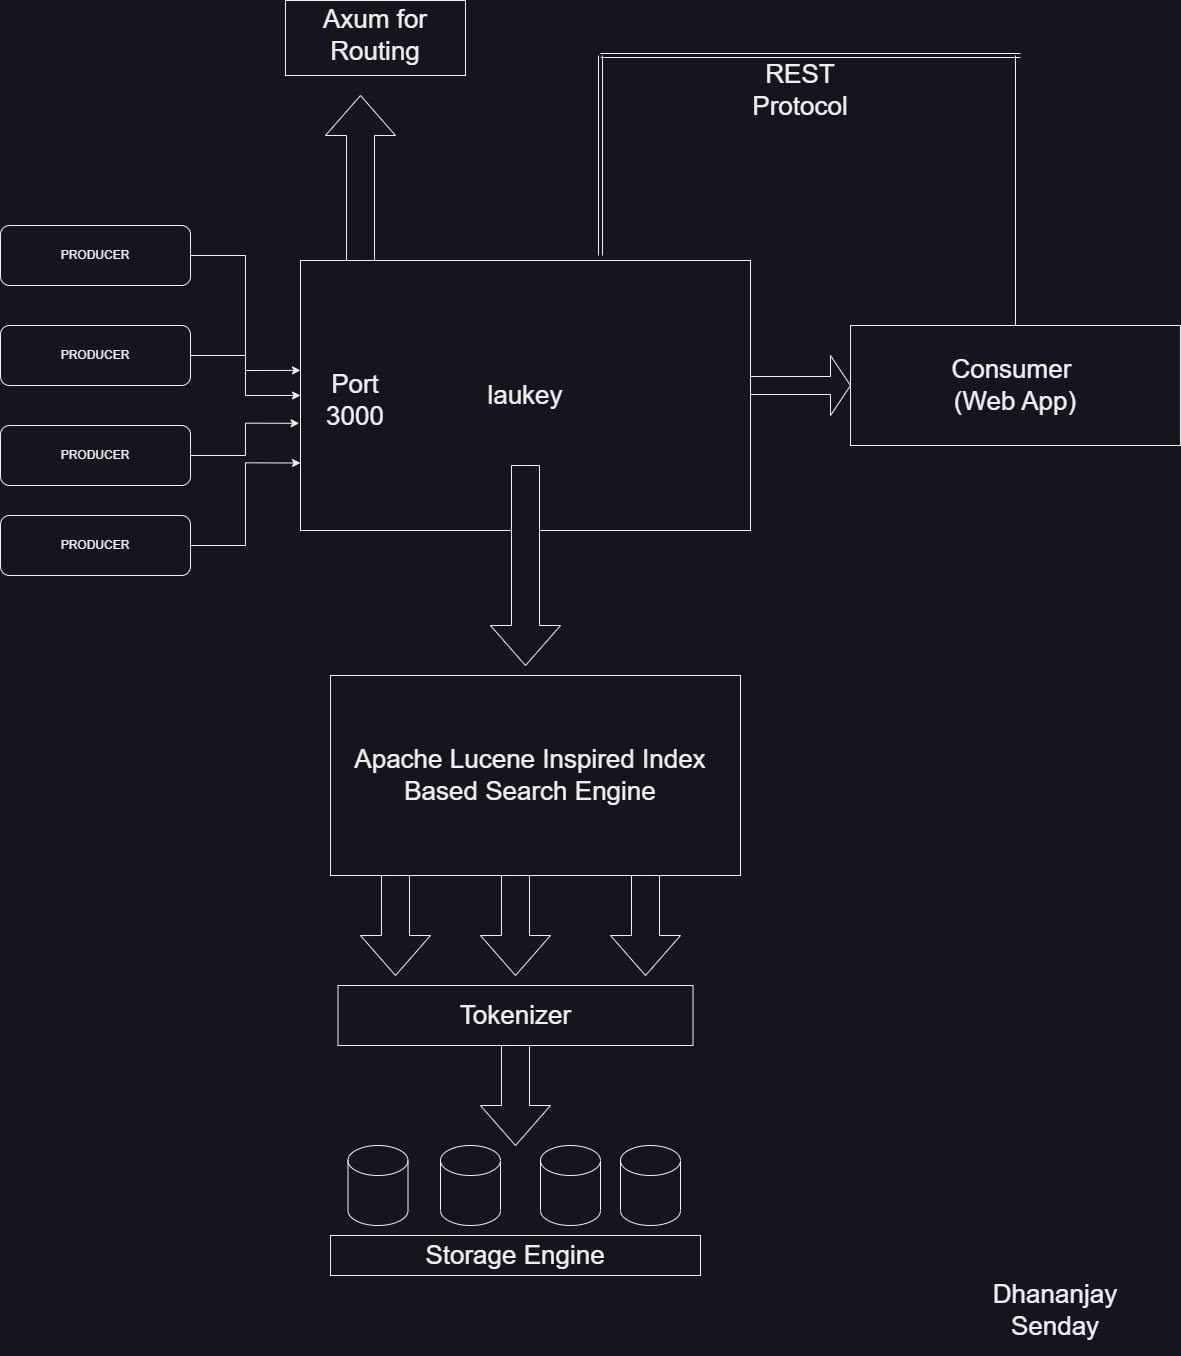 Axum for
Routing
REST
Protocol
PRODUCER
PRODUCER
PRODUCER
PRODUCER
Port
3000
laukey
Consumer
(Web App)
Apache Lucene Inspired Index
Based Search Engine
Tokenizer
Storage Engine
Dhananjay
Senday